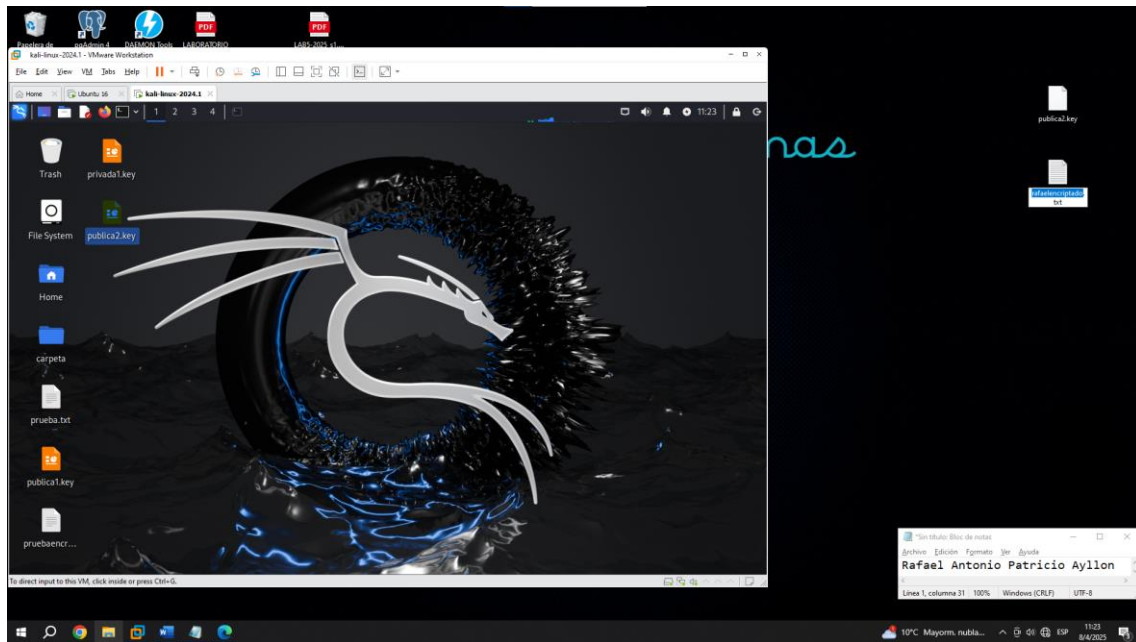 Papelera de
pgAdmin 4
DAEMON Tools
LABORATORIO
LAB5-2025 s1....
kali-linux-2024.1 - VMware Workstation
File Edit View VM Tabs Help
Home
Ubuntu 16
kali-linux-2024.1
1 2 3 4
11:23
Trash
privada1.key
File System
publica2.key
Home
carpeta
prueba.txt
publica1.key
pruebaencr...
To direct input to this VM, click inside or press Ctrl+G.
nas
publica2.key
rafaelencriptado.
txt
*Sin título: Bloc de notas
Archivo Edición Formato Ver Ayuda
Rafael Antonio Patricio Ayllon
Línea 1, columna 31 100% Windows (CRLF) UTF-8
10°C Mayorm. nubla... ESP 11:23
8/4/2025